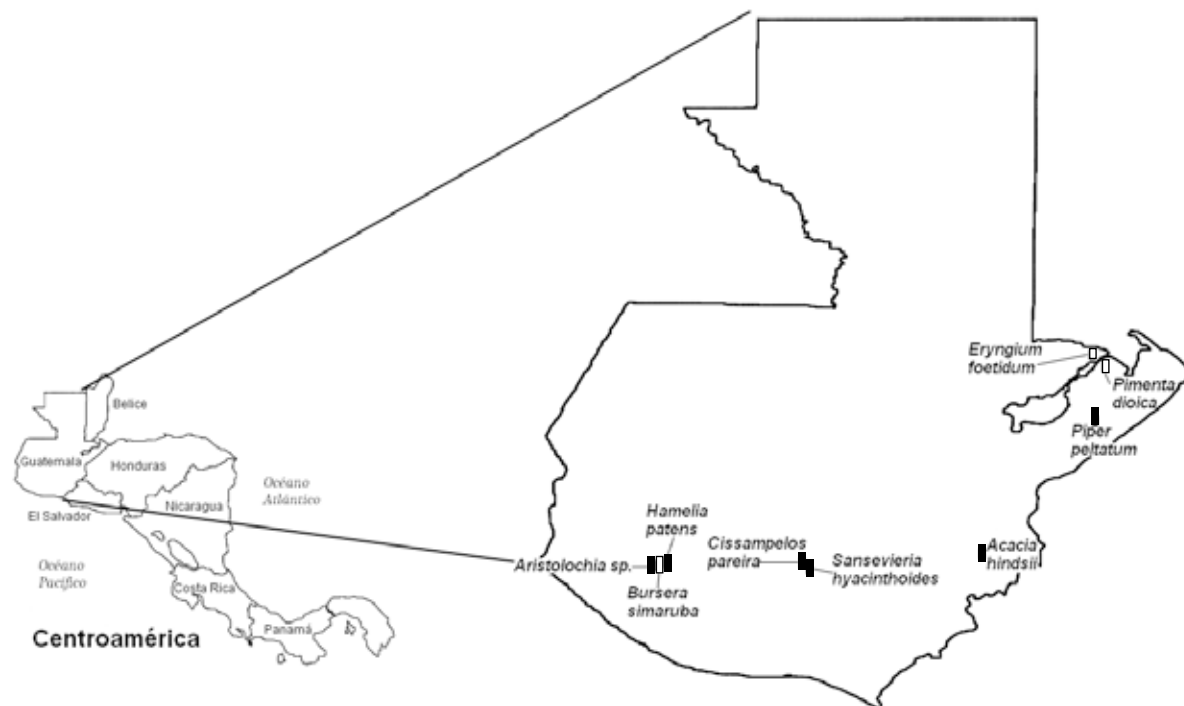 Belice
Guatemala
Honduras
Nicaragua
El Salvador
Océano
Atlántico
Océano
Pacífico
Costa Rica
Panamá
Centroamérica
Eryngium
foetidum
Pimenta
dioica
Piper
peltatum
Hamelia
patens
Aristolochia sp.
Bursera
simaruba
Cissampelos
pareira
Sansevieria
hyacinthoides
Acacia
hindsii